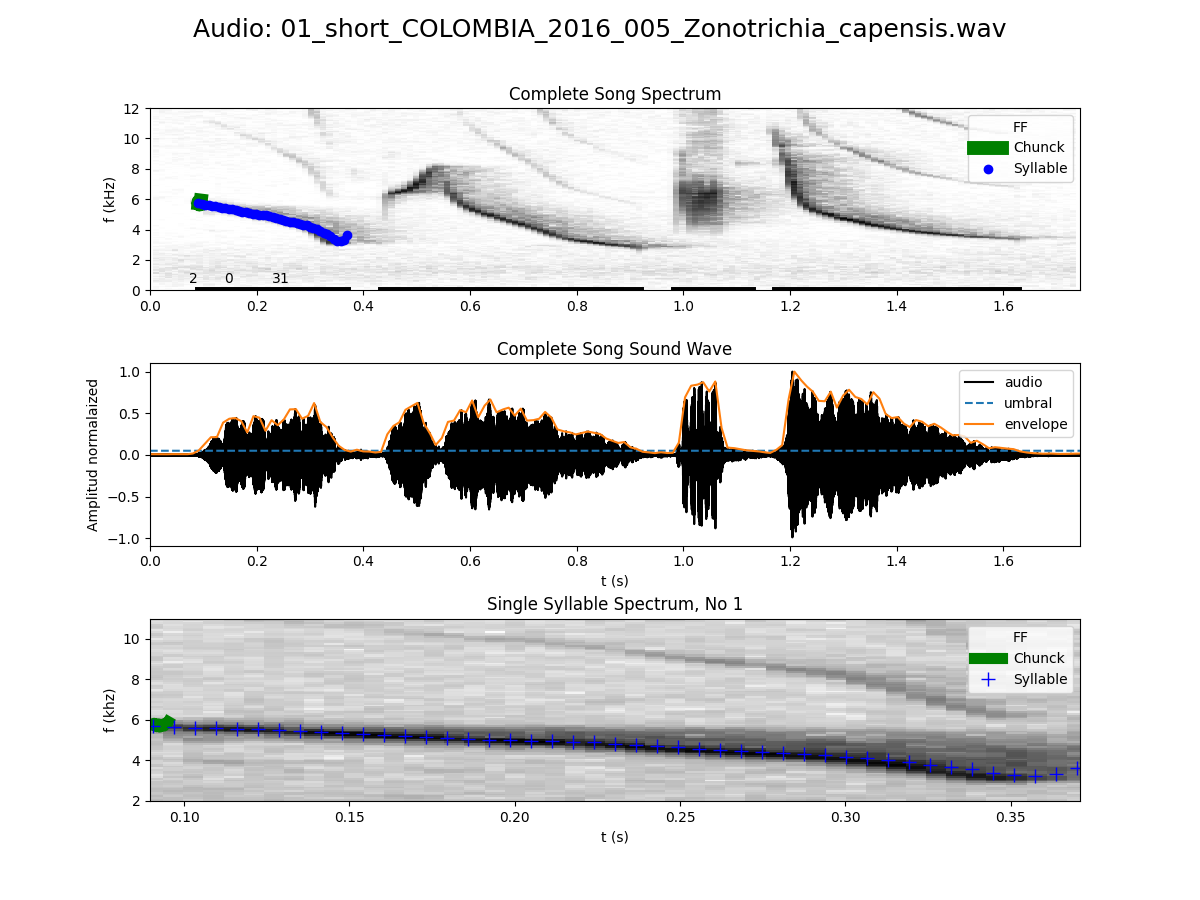 Audio: 01_short_COLOMBIA_2016_005_Zonotrichia_capensis.wav
Complete Song Spectrum
f (kHz)
12
10
8
6
4
2
0
FF
Chunck
Syllable
2 0 31
0.0 0.2 0.4 0.6 0.8 1.0 1.2 1.4 1.6
Complete Song Sound Wave
Amplitud normalaized
1.0
0.5
0.0
−0.5
−1.0
audio
umbral
envelope
0.0 0.2 0.4 0.6 0.8 1.0 1.2 1.4 1.6
t (s)
Single Syllable Spectrum, No 1
f (khz)
10
8
6
4
2
FF
Chunck
Syllable
0.10 0.15 0.20 0.25 0.30 0.35
t (s)